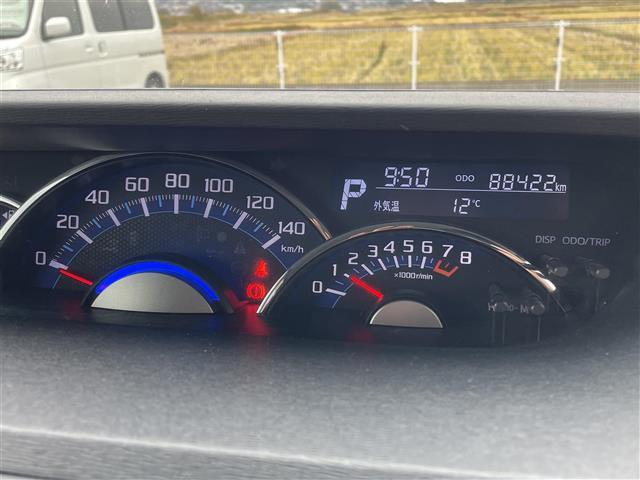 9:50 ODO 88422 km
P 外気温 12℃
DISP ODO/TRIP
0 20 40 60 80 100 120 140
km/h
0 1 2 3 4 5 6 7 8
×1000r/min